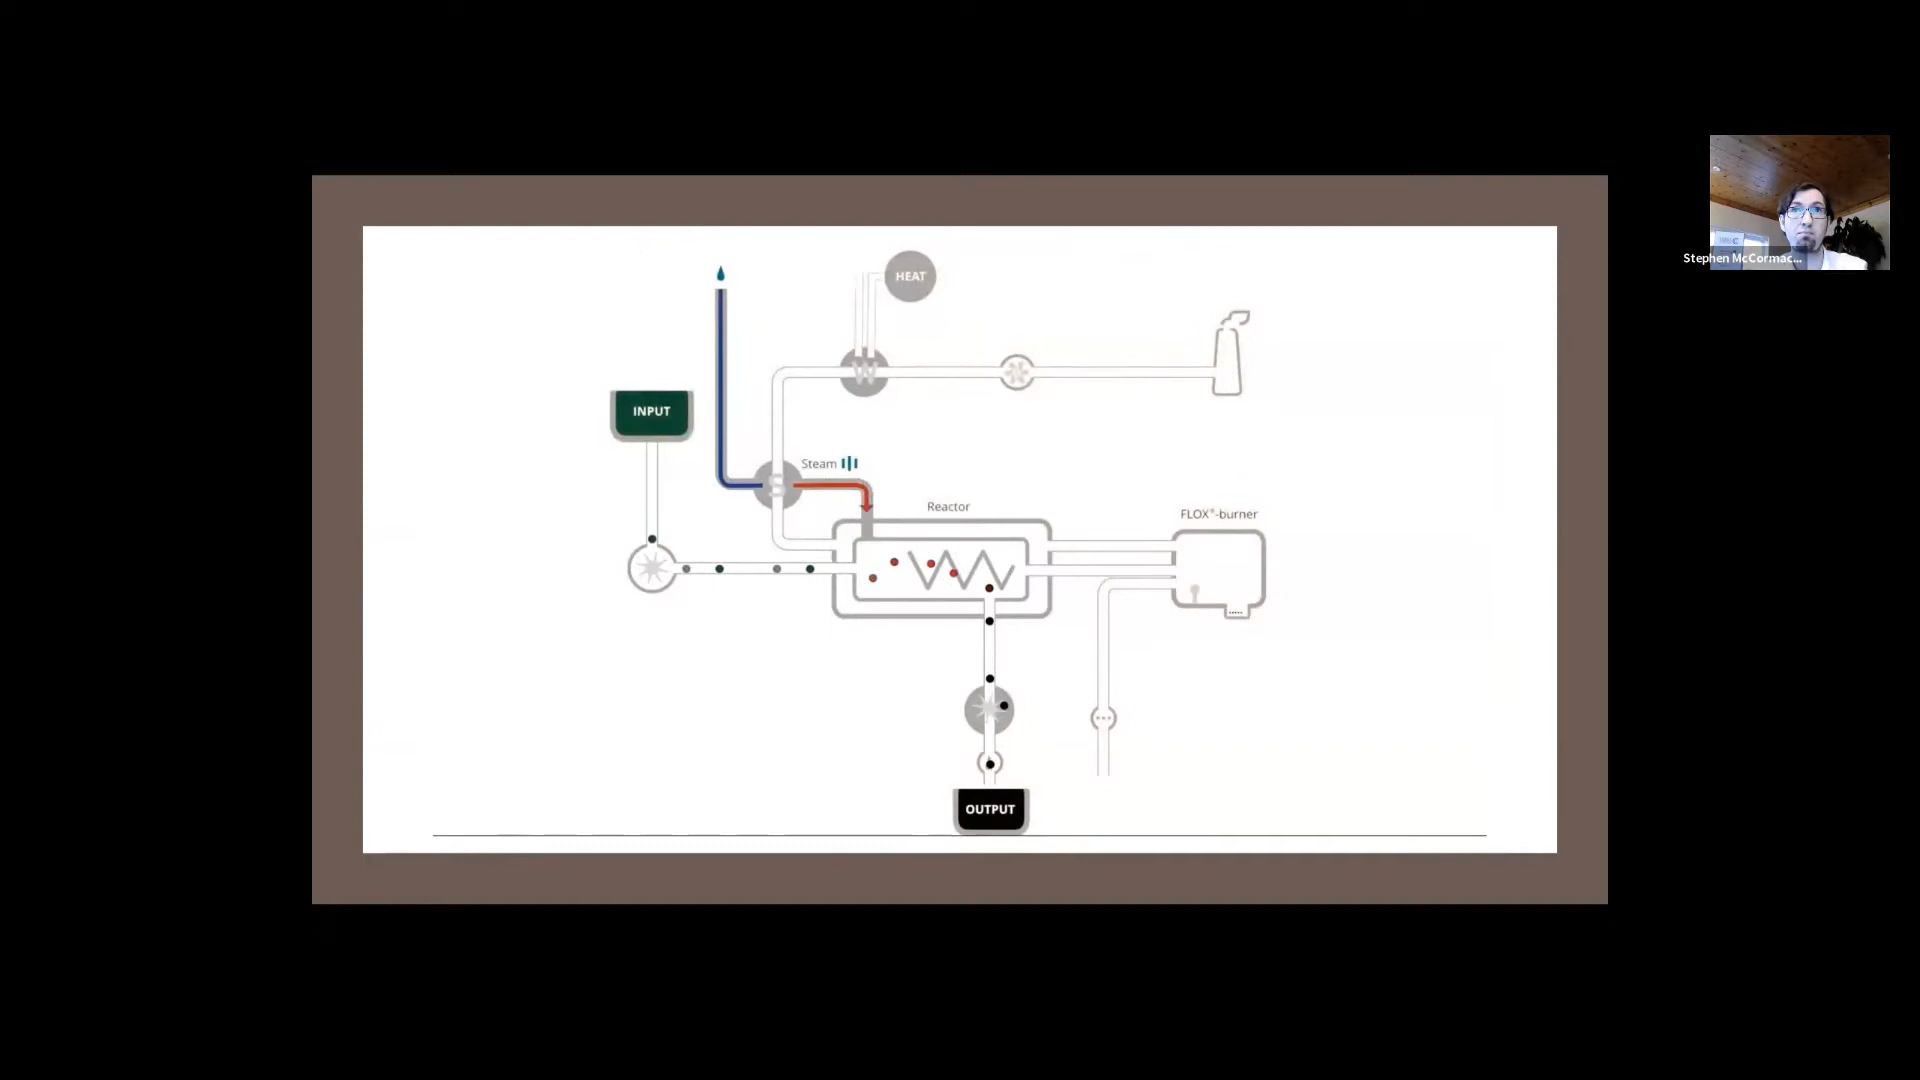 HEAT
INPUT
W
Steam
S
Reactor
FLOX®-burner
OUTPUT
Stephen McCormac...